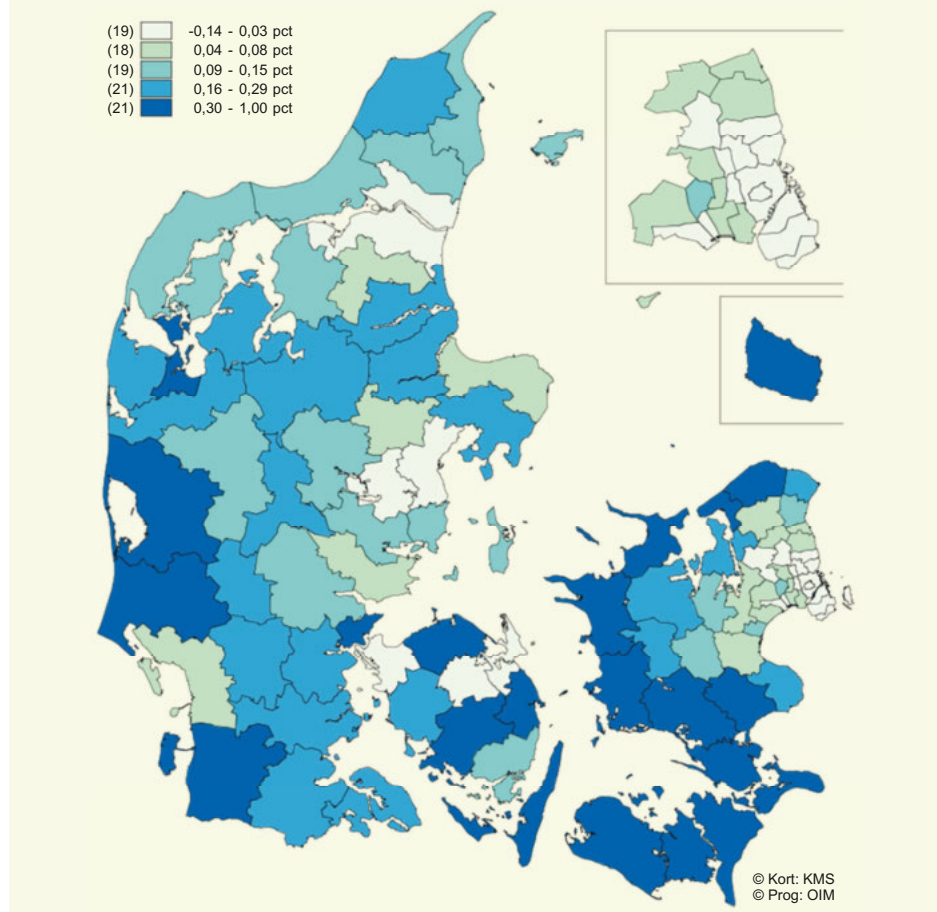 (19) -0,14 - 0,03 pct
(18) 0,04 - 0,08 pct
(19) 0,09 - 0,15 pct
(21) 0,16 - 0,29 pct
(21) 0,30 - 1,00 pct
© Kort: KMS
© Prog: OIM